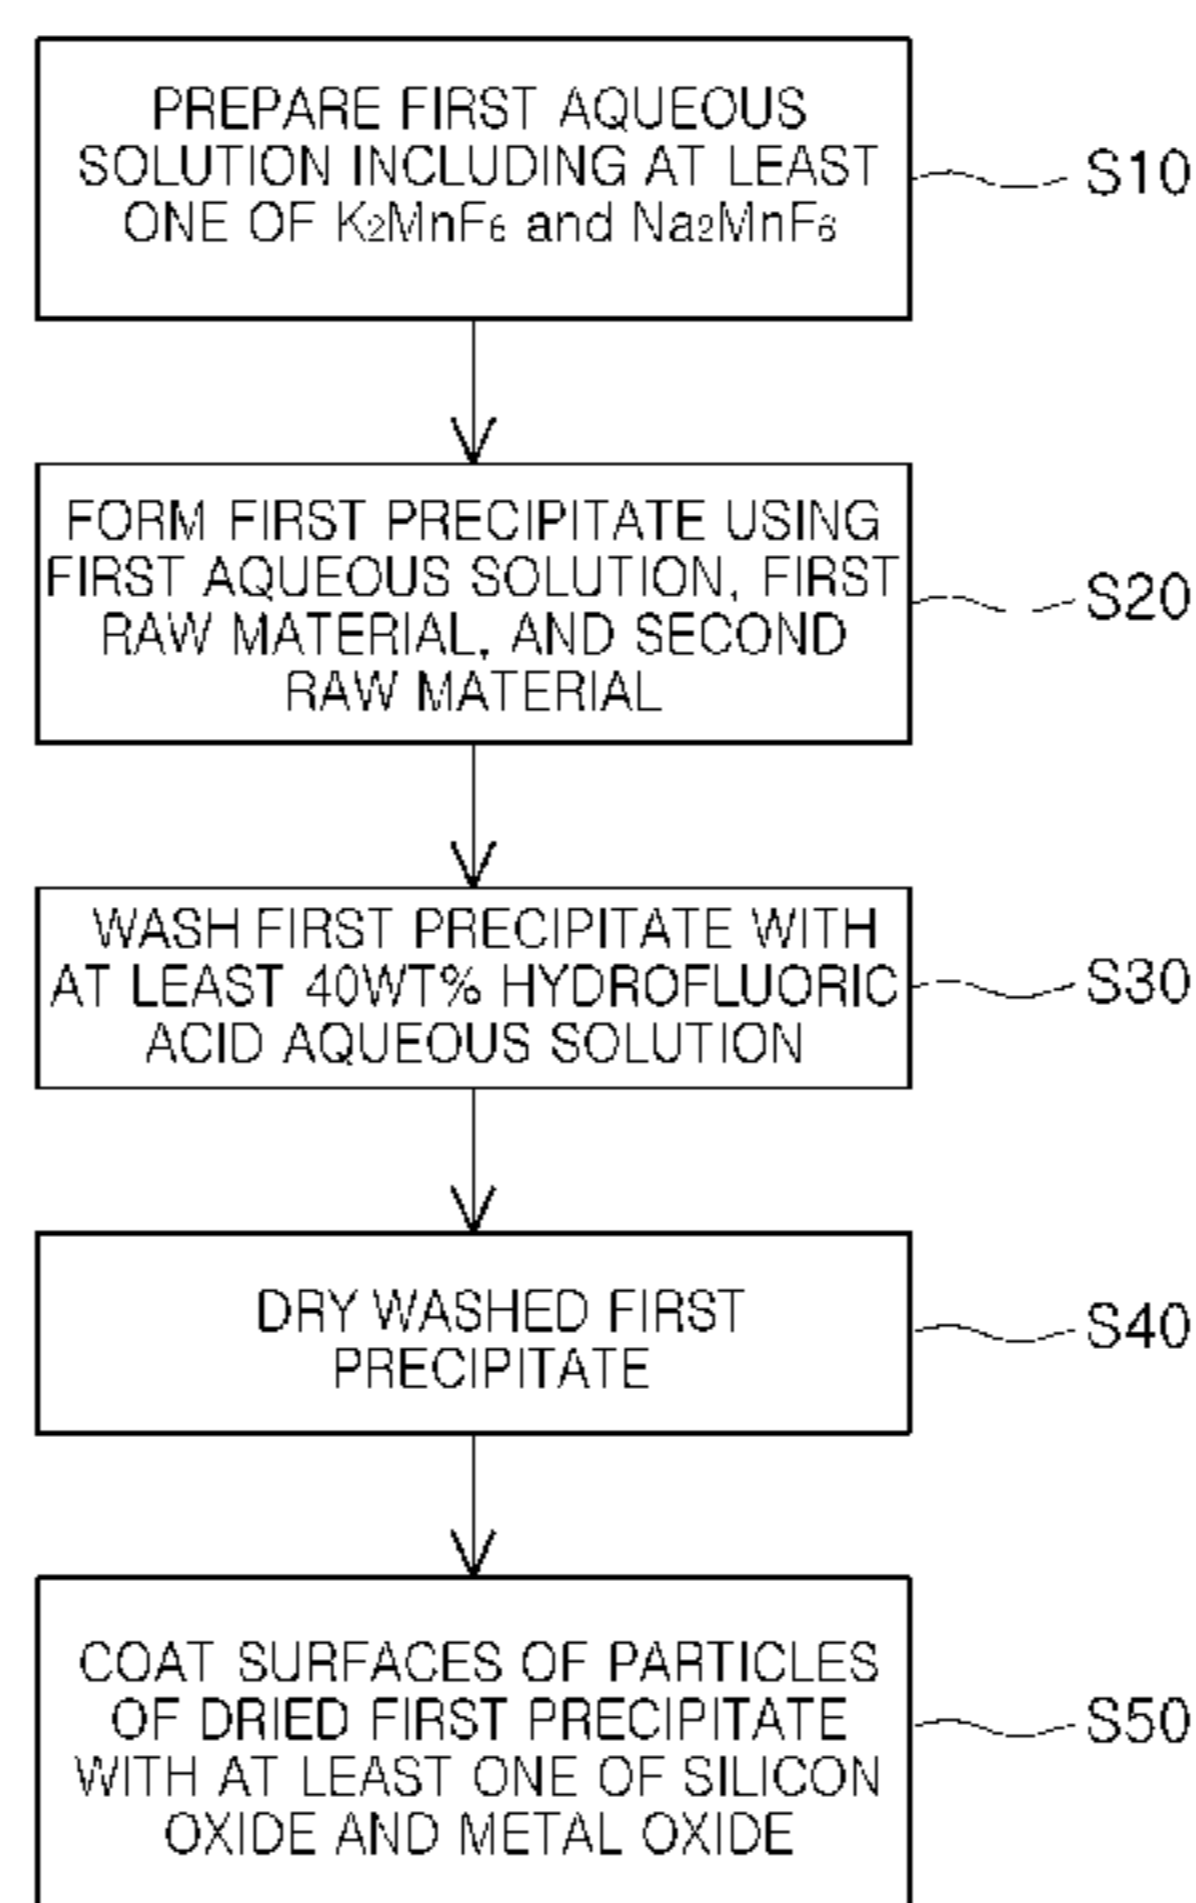 PREPARE FIRST AQUEOUS
SOLUTION INCLUDING AT LEAST
ONE OF K₂MnF₆ and Na₂MnF₆
S10
FORM FIRST PRECIPITATE USING
FIRST AQUEOUS SOLUTION, FIRST
RAW MATERIAL, AND SECOND
RAW MATERIAL
S20
WASH FIRST PRECIPITATE WITH
AT LEAST 40WT% HYDROFLUORIC
ACID AQUEOUS SOLUTION
S30
DRY WASHED FIRST
PRECIPITATE
S40
COAT SURFACES OF PARTICLES
OF DRIED FIRST PRECIPITATE
WITH AT LEAST ONE OF SILICON
OXIDE AND METAL OXIDE
S50